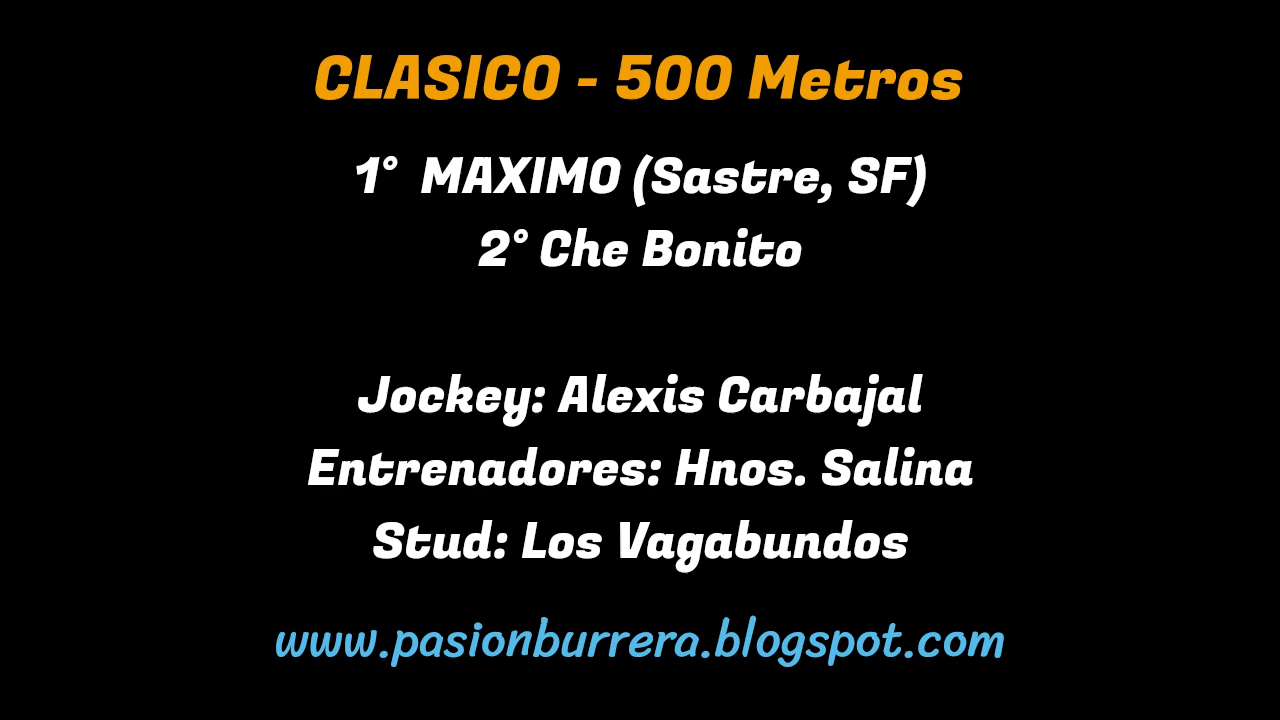 CLASICO - 500 Metros
1° MAXIMO (Sastre, SF)
2° Che Bonito
Jockey: Alexis Carbajal
Entrenadores: Hnos. Salina
Stud: Los Vagabundos
www.pasionburrera.blogspot.com